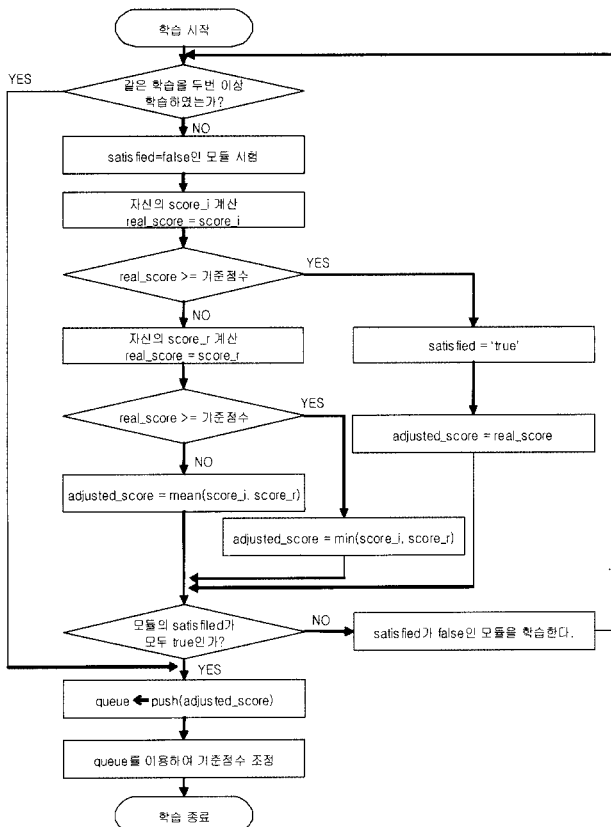 학습 시작
YES
같은 학습을 두번 이상
학습하였는가?
NO
satisfied=false인 모듈 시험
자신의 score_i 계산
real_score = score_i
real_score >= 기준점수
YES
NO
자신의 score_r 계산
real_score = score_r
satisfied = 'true'
real_score >= 기준점수
YES
adjusted_score = real_score
NO
adjusted_score = mean(score_i, score_r)
adjusted_score = min(score_i, score_r)
모듈의 satisfiled가
모두 true인가?
NO
satisfied가 false인 모듈을 학습한다.
YES
queue ← push(adjusted_score)
queue를 이용하여 기준점수 조정
학습 종료